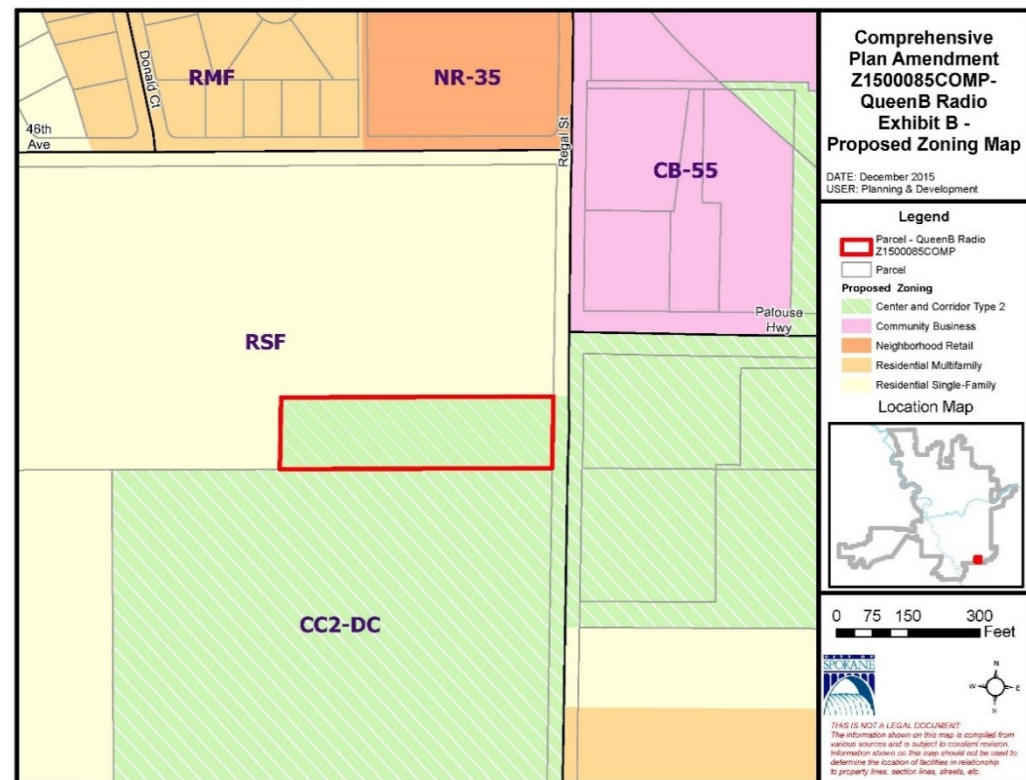 Donald Ct
RMF
NR-35
46th
Ave
Regal St
CB-55
Palouse
Hwy
RSF
CC2-DC
Comprehensive
Plan Amendment
Z1500085COMP-
QueenB Radio
Exhibit B -
Proposed Zoning Map
DATE: December 2015
USER: Planning & Development
Legend
Parcel - QueenB Radio
Z1500085COMP
Parcel
Proposed Zoning
Center and Corridor Type 2
Community Business
Neighborhood Retail
Residential Multifamily
Residential Single-Family
Location Map
0 75 150 300
Feet
CITY OF
SPOKANE
N
W
E
S
THIS IS NOT A LEGAL DOCUMENT:
The information shown on this map is compiled from
various sources and is subject to constant revision.
Information shown on this map should not be used to
determine the location of facilities in relationship
to property lines, section lines, streets, etc.